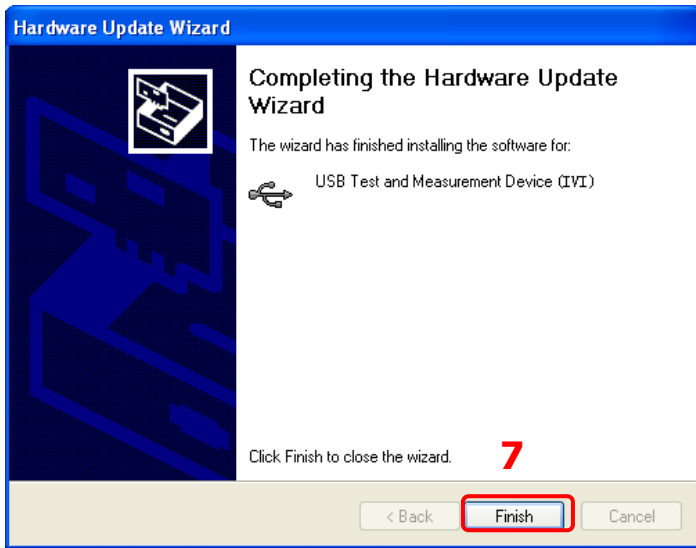 Hardware Update Wizard
Completing the Hardware Update
Wizard
The wizard has finished installing the software for:
USB Test and Measurement Device (IVI)
Click Finish to close the wizard.
7
< Back
Finish
Cancel